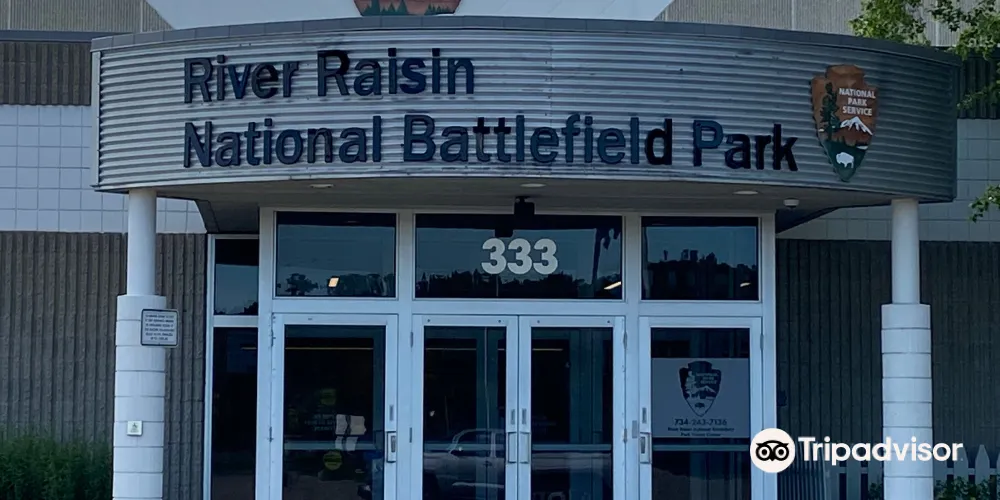 River Raisin
National Battlefield Park
NATIONAL
PARK
SERVICE
333
734-243-7136
Tripadvisor